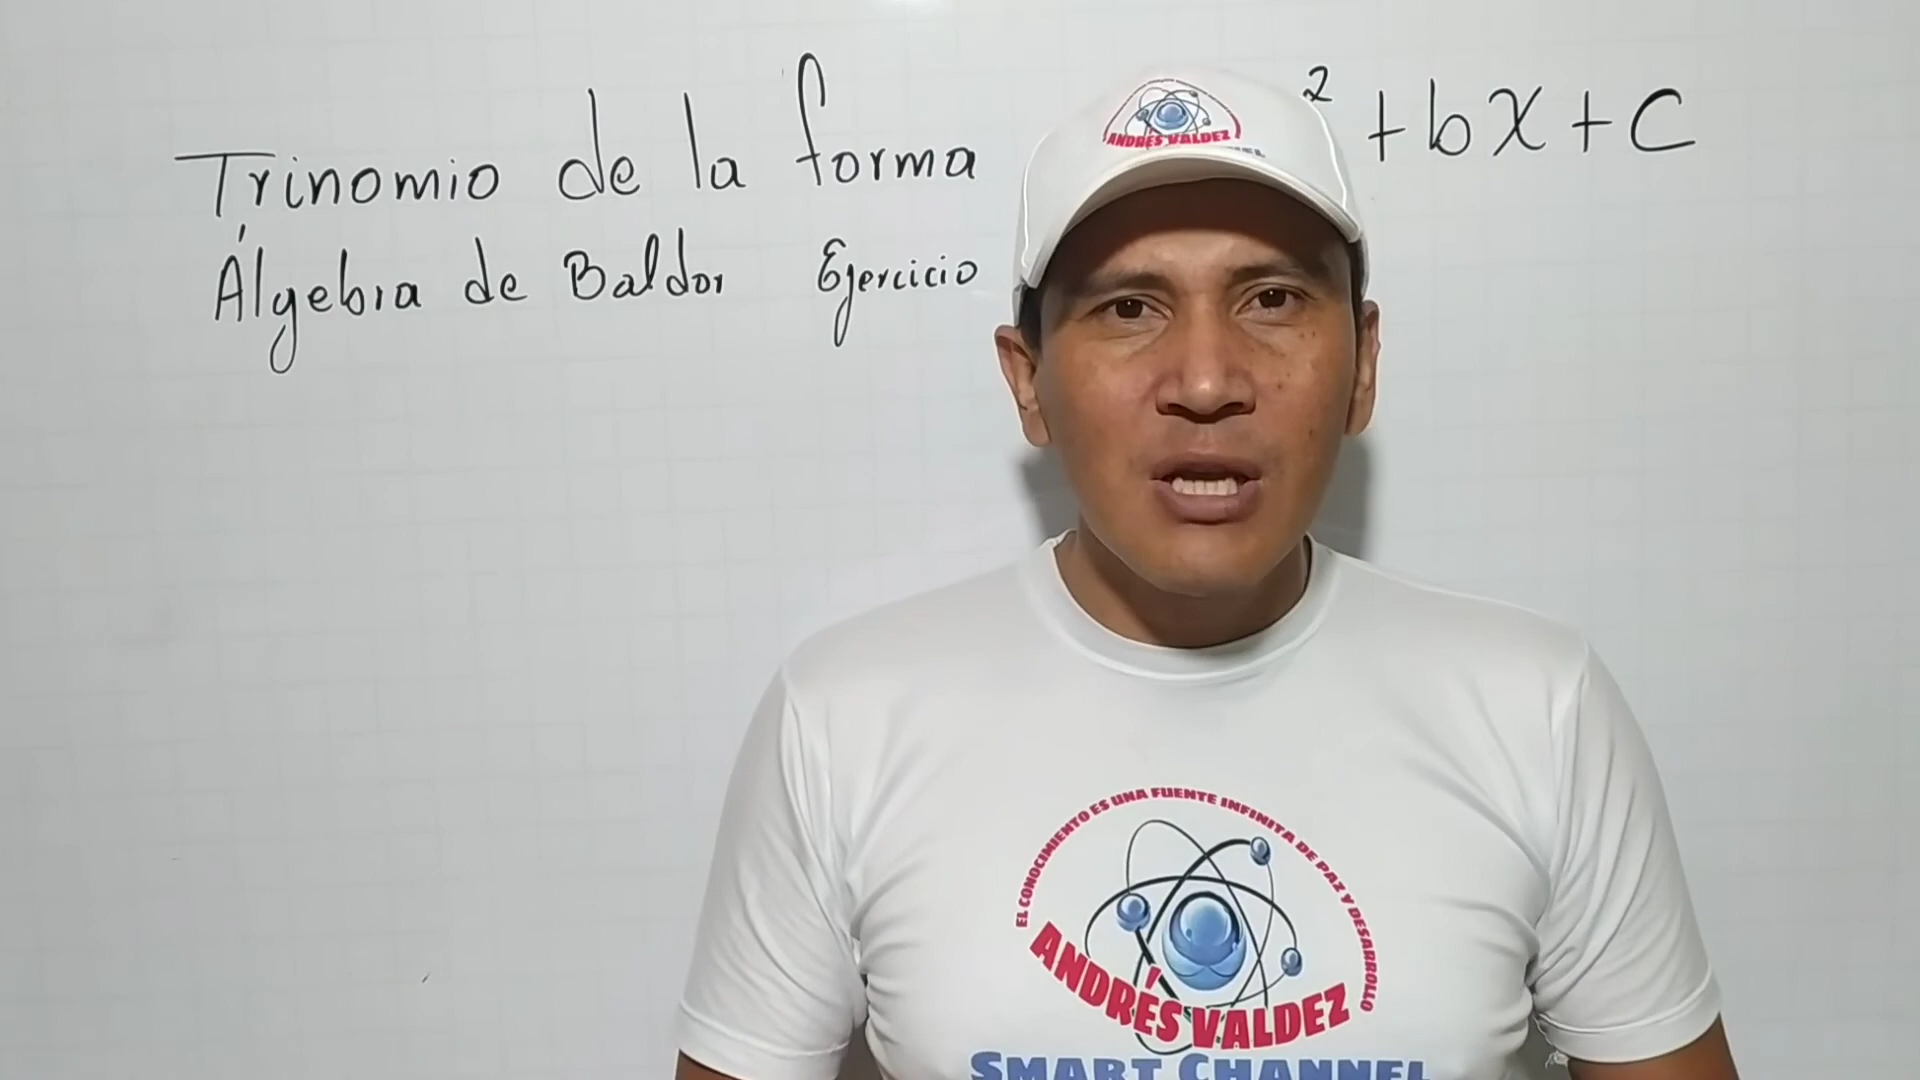 Trinomio de la forma ² + bx + c
Álgebra de Baldor Ejercicio
ANDRÉS VALDEZ
EL CONOCIMIENTO ES UNA FUENTE INFINITA DE PAZ Y DESARROLLO
ANDRÉS VALDEZ
SMART CHANNEL